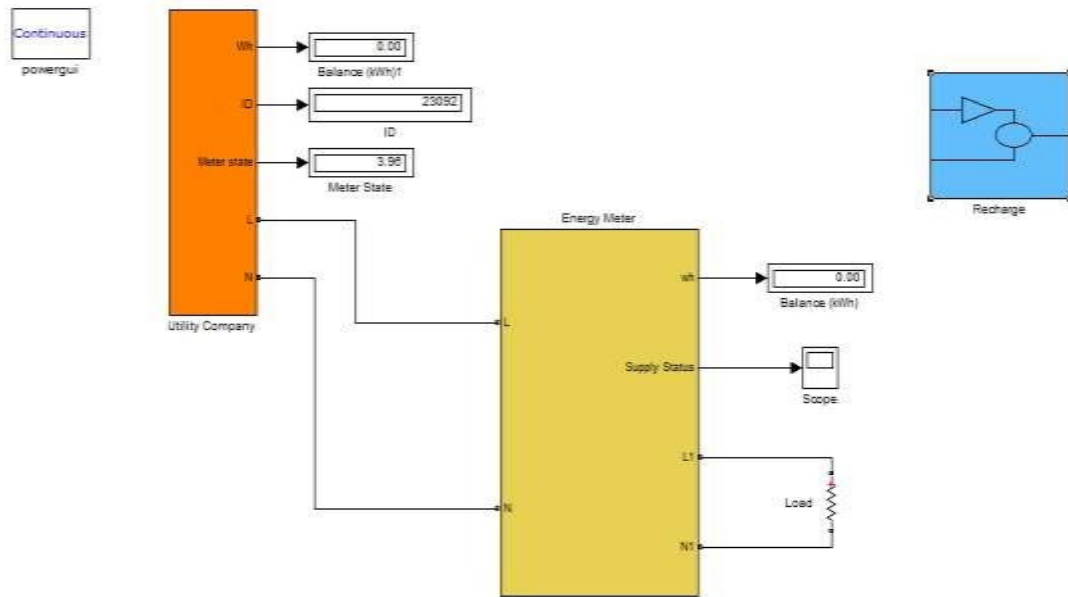 Continuous
powergui
Wh
0.00
Balance (kWh)1
ID
23092
ID
Meter state
3.96
Meter State
L
N
Utility Company
Recharge
Energy Meter
wh
0.00
Balance (kWh)
L
Supply Status
Scope
L1
Load
N
N1